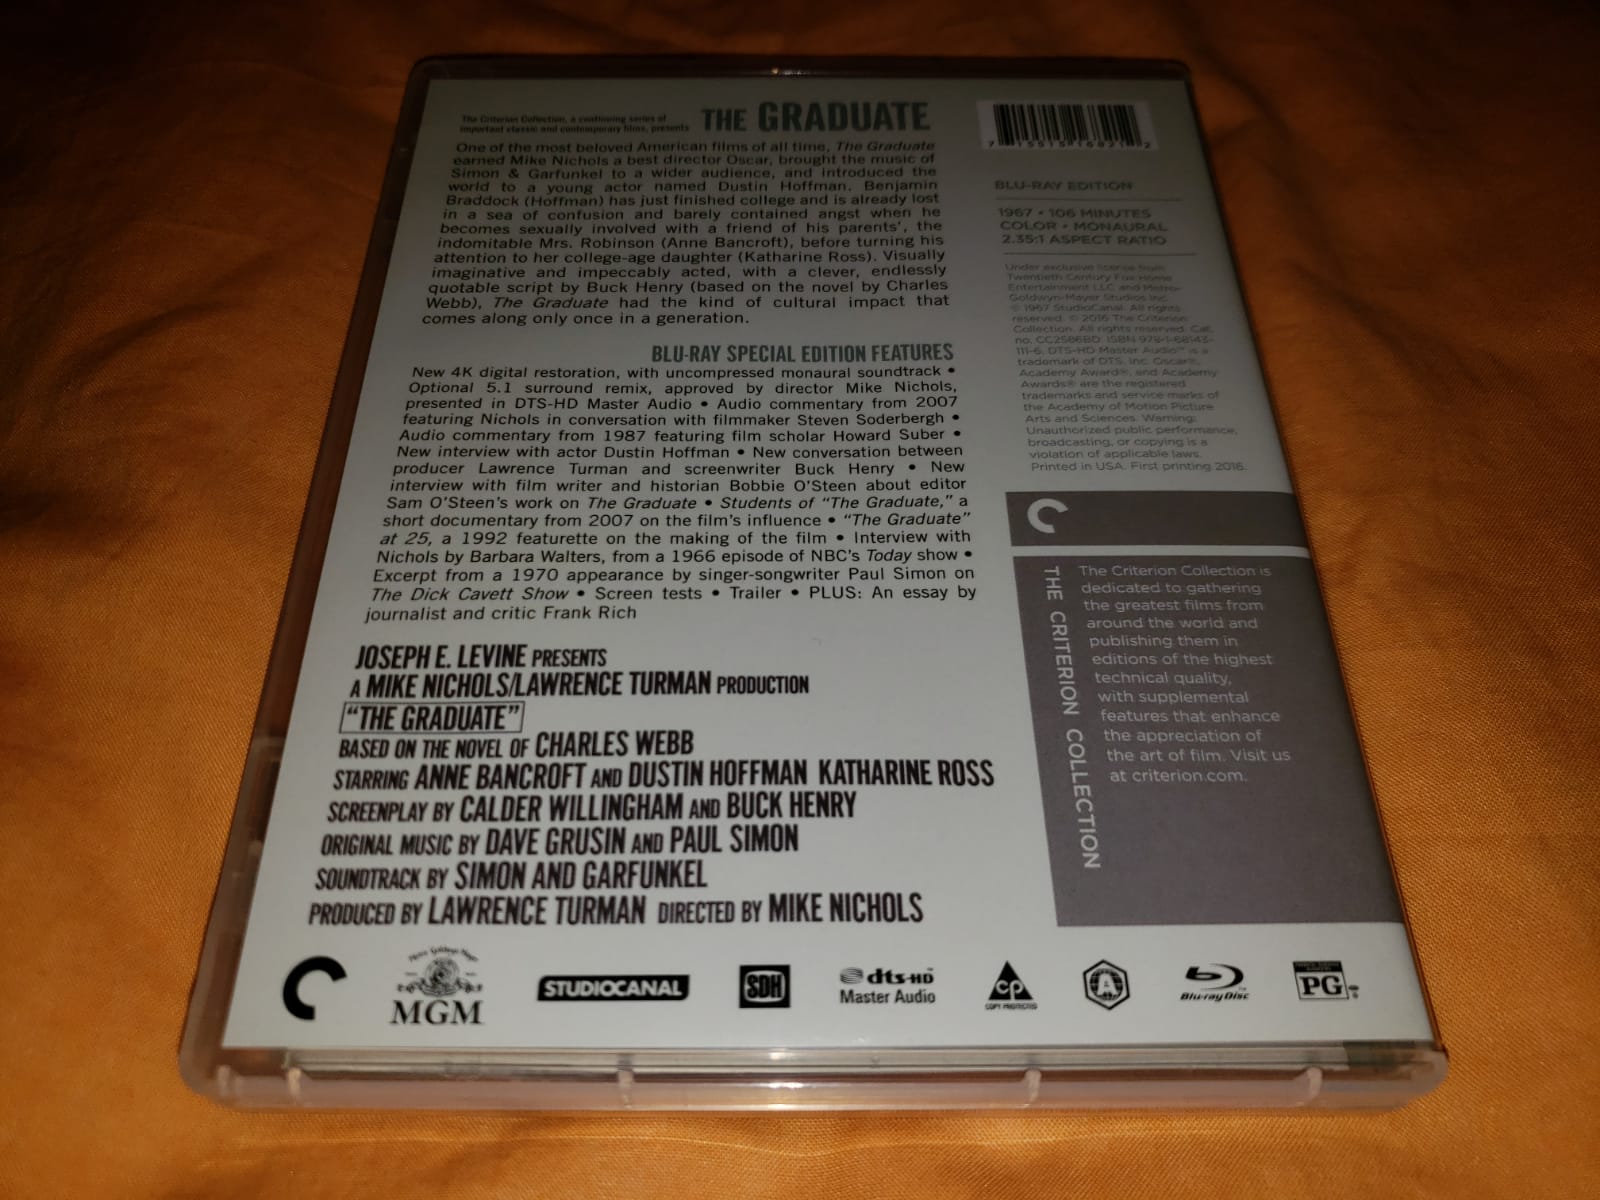 The Criterion Collection, a continuing series of
important classic and contemporary films, presents
THE GRADUATE
One of the most beloved American films of all time, The Graduate
earned Mike Nichols a best director Oscar, brought the music of
Simon & Garfunkel to a wider audience, and introduced the
world to a young actor named Dustin Hoffman. Benjamin
Braddock (Hoffman) has just finished college and is already lost
in a sea of confusion and barely contained angst when he
becomes sexually involved with a friend of his parents', the
indomitable Mrs. Robinson (Anne Bancroft), before turning his
attention to her college-age daughter (Katharine Ross). Visually
imaginative and impeccably acted, with a clever, endlessly
quotable script by Buck Henry (based on the novel by Charles
Webb), The Graduate had the kind of cultural impact that
comes along only once in a generation.
BLU-RAY SPECIAL EDITION FEATURES
New 4K digital restoration, with uncompressed monaural soundtrack •
Optional 5.1 surround remix, approved by director Mike Nichols,
presented in DTS-HD Master Audio • Audio commentary from 2007
featuring Nichols in conversation with filmmaker Steven Soderbergh •
Audio commentary from 1987 featuring film scholar Howard Suber •
New interview with actor Dustin Hoffman • New conversation between
producer Lawrence Turman and screenwriter Buck Henry • New
interview with film writer and historian Bobbie O'Steen about editor
Sam O'Steen's work on The Graduate • Students of "The Graduate," a
short documentary from 2007 on the film's influence • "The Graduate"
at 25, a 1992 featurette on the making of the film • Interview with
Nichols by Barbara Walters, from a 1966 episode of NBC's Today show •
Excerpt from a 1970 appearance by singer-songwriter Paul Simon on
The Dick Cavett Show • Screen tests • Trailer • PLUS: An essay by
journalist and critic Frank Rich
JOSEPH E. LEVINE PRESENTS
A MIKE NICHOLS/LAWRENCE TURMAN PRODUCTION
"THE GRADUATE"
BASED ON THE NOVEL OF CHARLES WEBB
STARRING ANNE BANCROFT AND DUSTIN HOFFMAN KATHARINE ROSS
SCREENPLAY BY CALDER WILLINGHAM AND BUCK HENRY
ORIGINAL MUSIC BY DAVE GRUSIN AND PAUL SIMON
SOUNDTRACK BY SIMON AND GARFUNKEL
PRODUCED BY LAWRENCE TURMAN DIRECTED BY MIKE NICHOLS
BLU-RAY EDITION
1967 • 106 MINUTES
COLOR • MONAURAL
2.35:1 ASPECT RATIO
Under exclusive license from
Twentieth Century Fox Home
Entertainment LLC and Metro-
Goldwyn-Mayer Studios Inc.
© 1967 StudioCanal. All rights
reserved. © 2016 The Criterion
Collection. All rights reserved. Cat.
no. CC2586BD. ISBN 978-1-68143-
111-6. DTS-HD Master Audio™ is a
trademark of DTS, Inc. Oscar®,
Academy Award®, and Academy
Awards® are the registered
trademarks and service marks of
the Academy of Motion Picture
Arts and Sciences. Warning:
Unauthorized public performance,
broadcasting, or copying is a
violation of applicable laws.
Printed in USA. First printing 2016.
THE CRITERION COLLECTION
The Criterion Collection is
dedicated to gathering
the greatest films from
around the world and
publishing them in
editions of the highest
technical quality,
with supplemental
features that enhance
the appreciation of
the art of film. Visit us
at criterion.com.
MGM
STUDIOCANAL
SDH
dts-HD
Master Audio
CP
COPY PROTECTED
A
Blu-ray Disc
PG